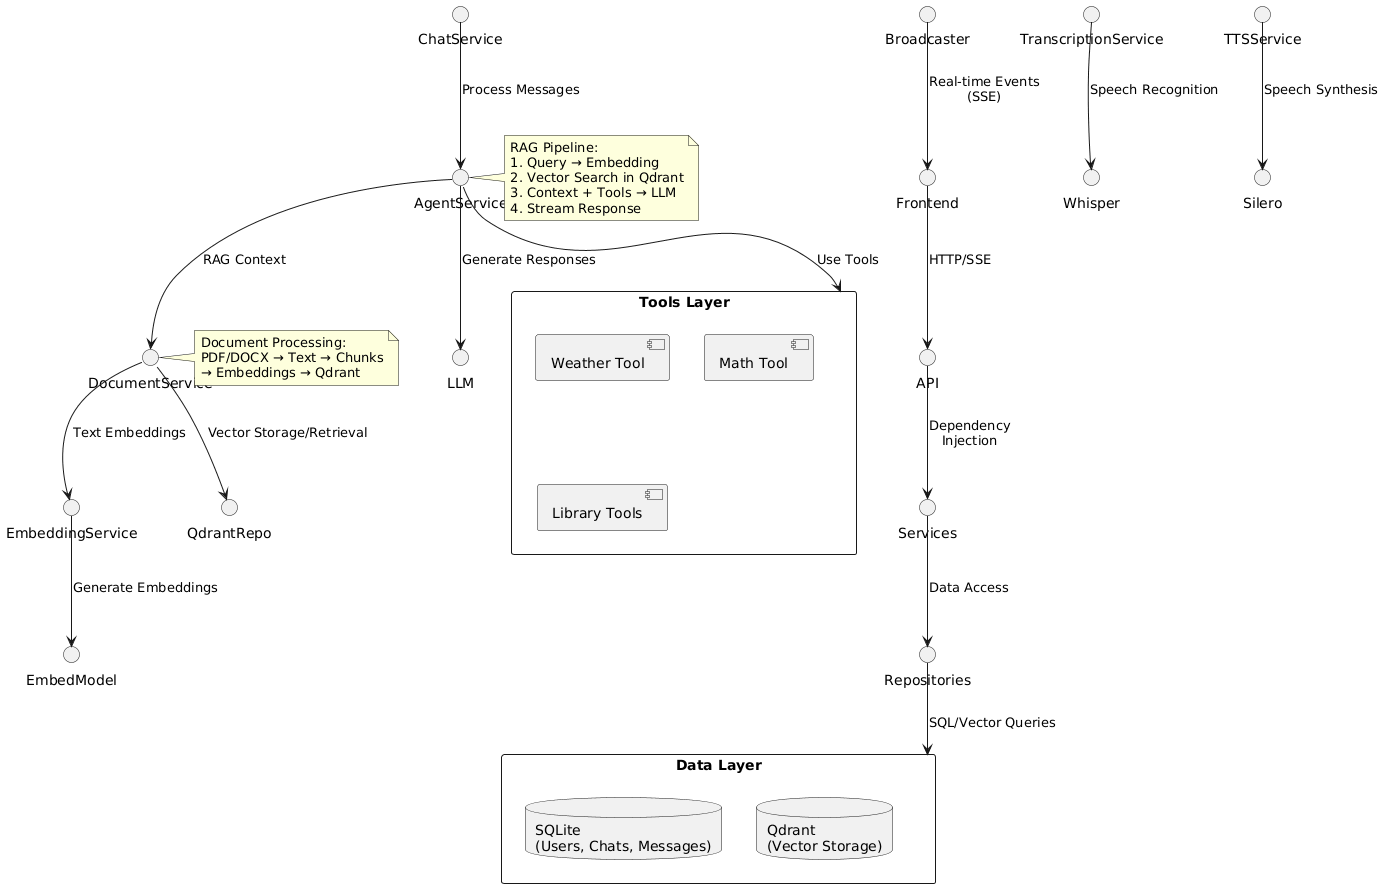 ChatService
Broadcaster
TranscriptionService
TTSService
Process Messages
Real-time Events
(SSE)
Speech Recognition
Speech Synthesis
RAG Pipeline:
1. Query → Embedding
2. Vector Search in Qdrant
3. Context + Tools → LLM
4. Stream Response
AgentService
Frontend
Whisper
Silero
RAG Context
Generate Responses
Use Tools
HTTP/SSE
Tools Layer
Weather Tool
Math Tool
Library Tools
Document Processing:
PDF/DOCX → Text → Chunks
→ Embeddings → Qdrant
DocumentService
LLM
API
Text Embeddings
Vector Storage/Retrieval
Dependency
Injection
EmbeddingService
QdrantRepo
Services
Generate Embeddings
Data Access
EmbedModel
Repositories
SQL/Vector Queries
Data Layer
SQLite
(Users, Chats, Messages)
Qdrant
(Vector Storage)